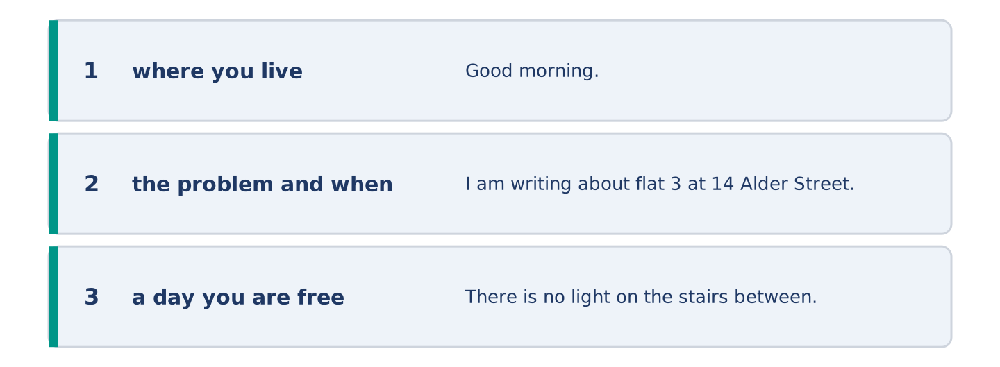 1 where you live Good morning.
2 the problem and when I am writing about flat 3 at 14 Alder Street.
3 a day you are free There is no light on the stairs between.